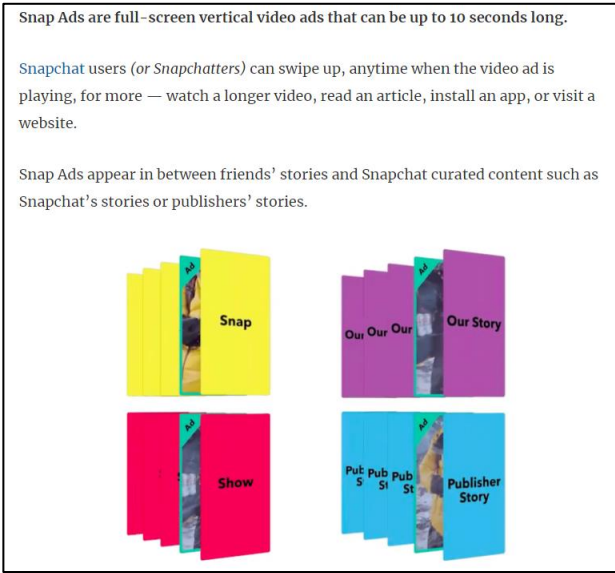 Snap Ads are full-screen vertical video ads that can be up to 10 seconds long.
Snapchat users (or Snapchatters) can swipe up, anytime when the video ad is
playing, for more — watch a longer video, read an article, install an app, or visit a
website.
Snap Ads appear in between friends’ stories and Snapchat curated content such as
Snapchat’s stories or publishers’ stories.
Ad
Snap
Ad
Our Our Our
Our Story
Ad
Show
Ad
Pub Pub Pub
St St
Publisher
Story